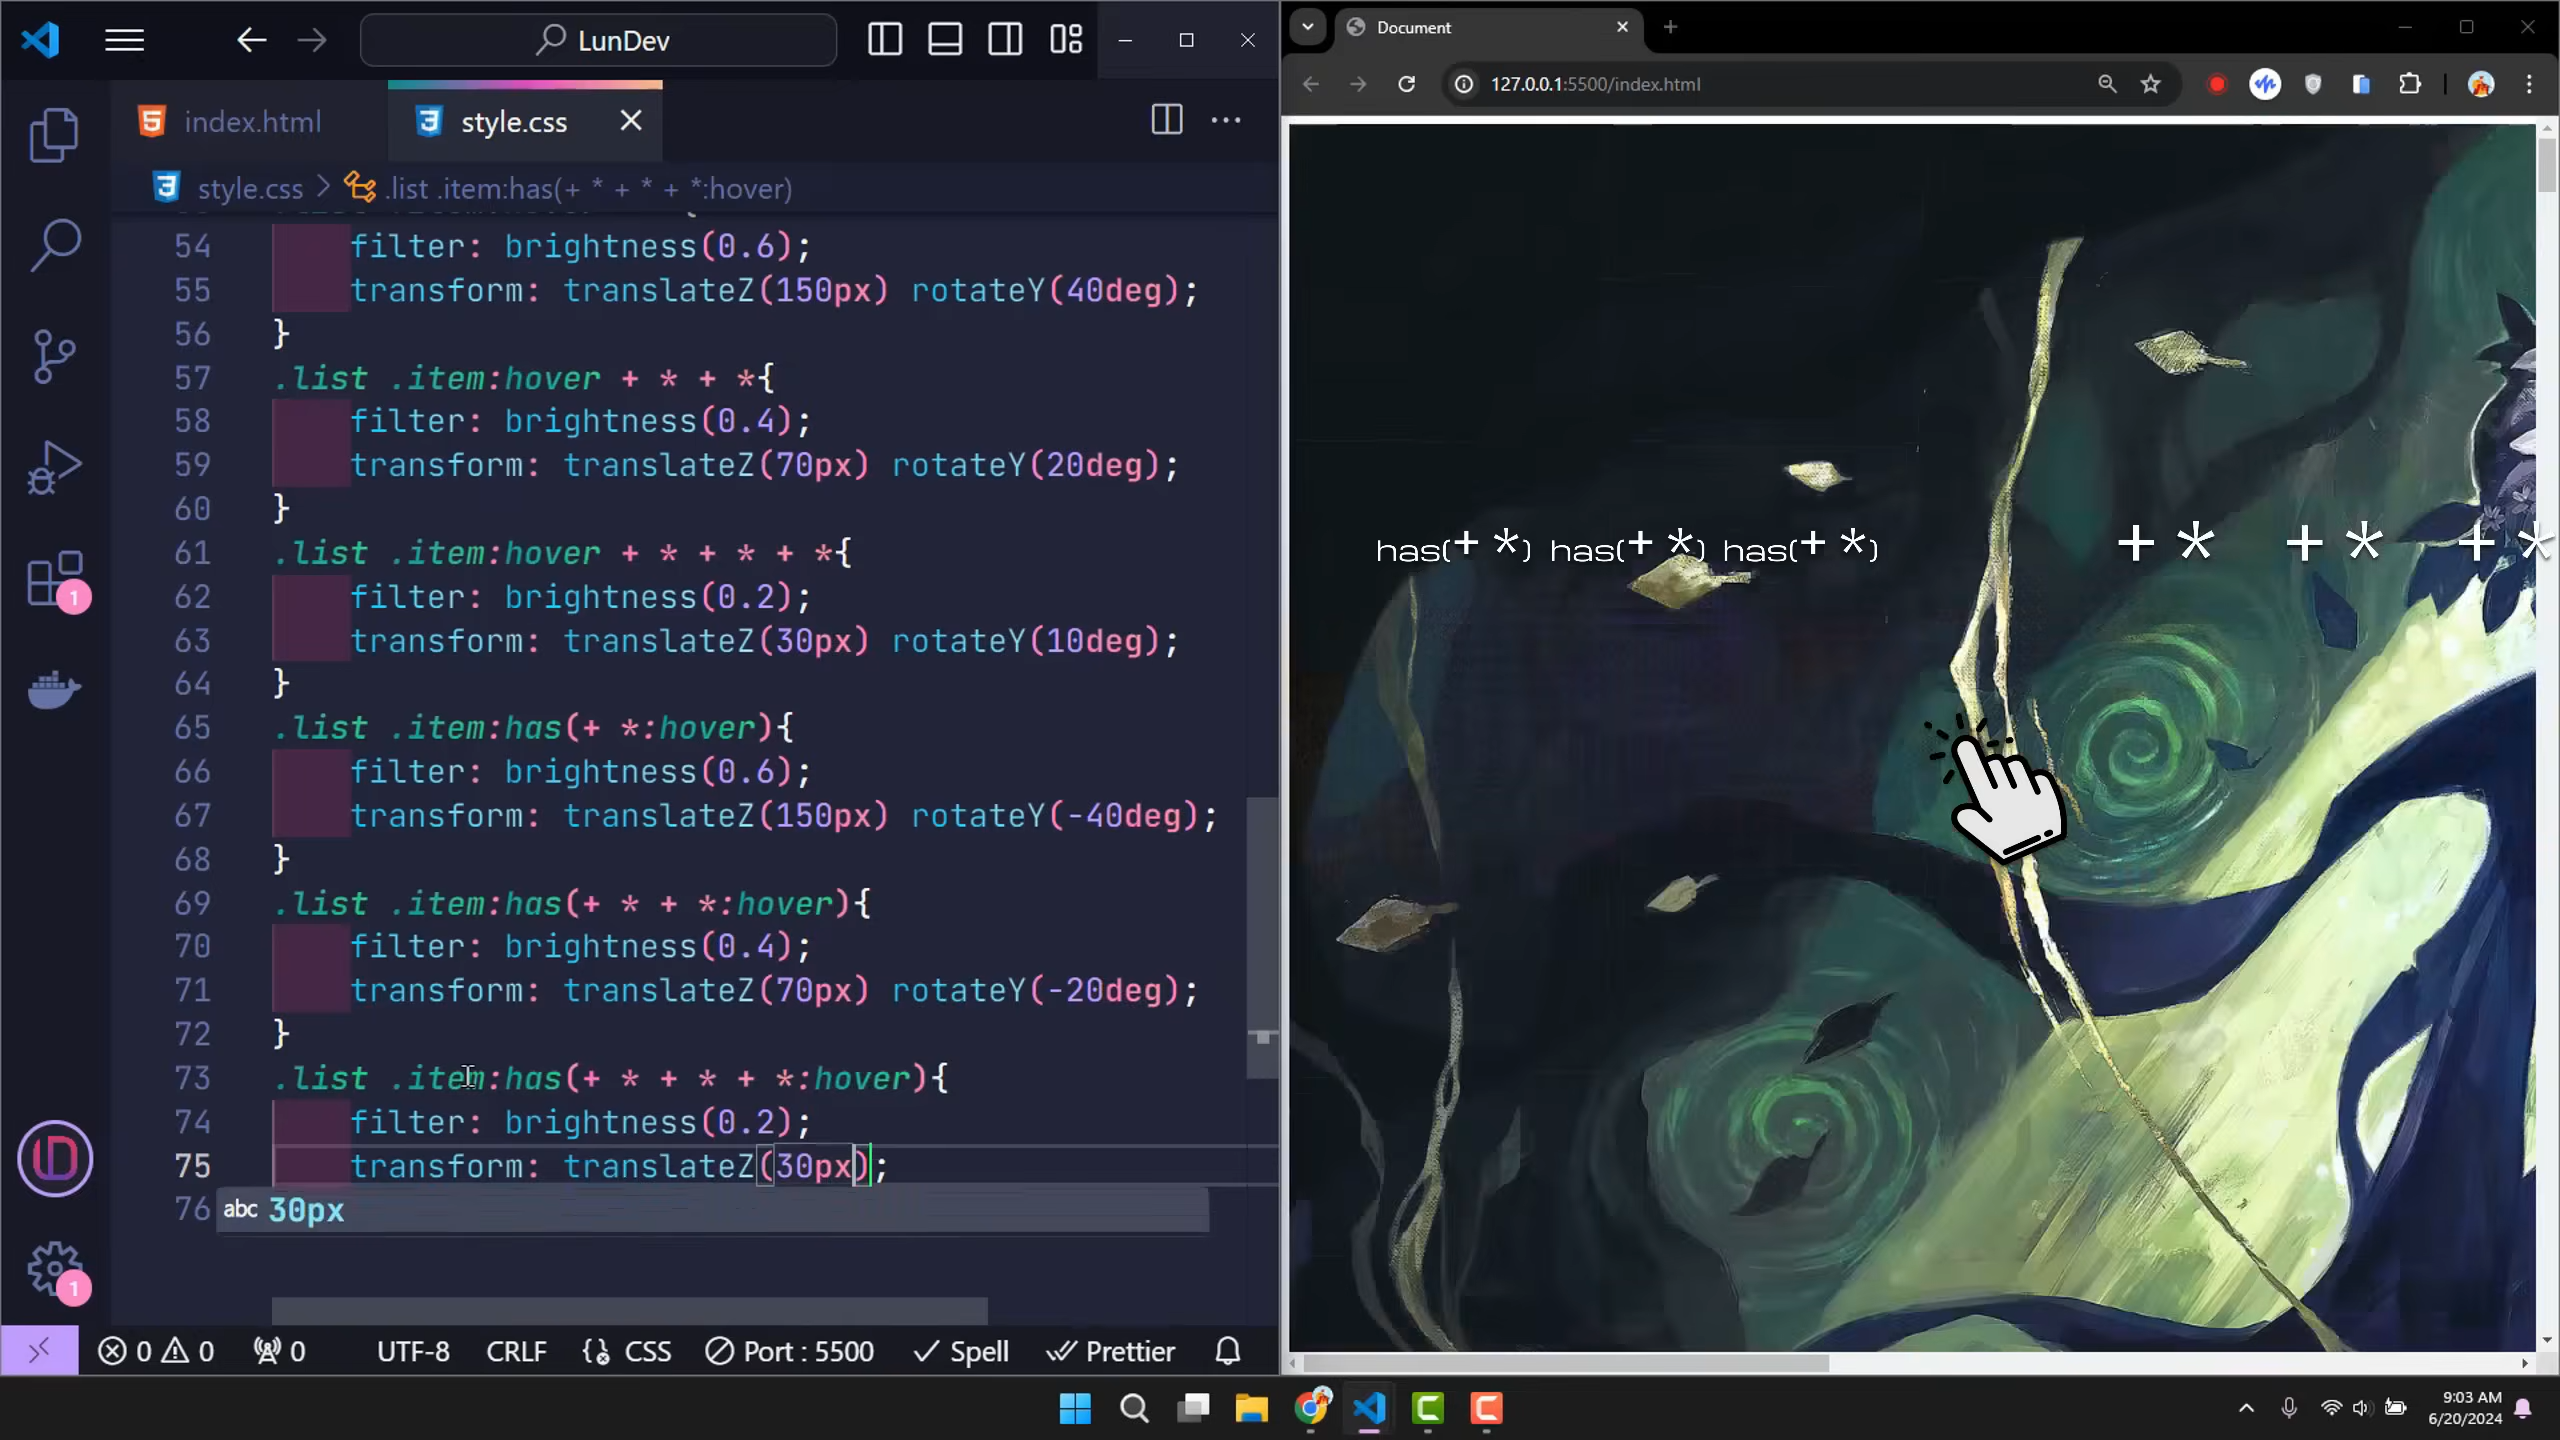 LunDev
index.html
style.css
style.css > .list .item:has(+ * + * + *:hover)
54 filter: brightness(0.6);
55 transform: translateZ(150px) rotateY(40deg);
56 }
57 .list .item:hover + * + *{
58 filter: brightness(0.4);
59 transform: translateZ(70px) rotateY(20deg);
60 }
61 .list .item:hover + * + * + *{
62 filter: brightness(0.2);
63 transform: translateZ(30px) rotateY(10deg);
64 }
65 .list .item:has(+ *:hover){
66 filter: brightness(0.6);
67 transform: translateZ(150px) rotateY(-40deg);
68 }
69 .list .item:has(+ * + *:hover){
70 filter: brightness(0.4);
71 transform: translateZ(70px) rotateY(-20deg);
72 }
73 .list .item:has(+ * + * + *:hover){
74 filter: brightness(0.2);
75 transform: translateZ(30px);
76
abc 30px
1
1
0 0 0 UTF-8 CRLF CSS Port : 5500 Spell Prettier
Document
127.0.0.1:5500/index.html
has(+ *) has(+ *) has(+ *)
+ * + * + *
9:03 AM
6/20/2024